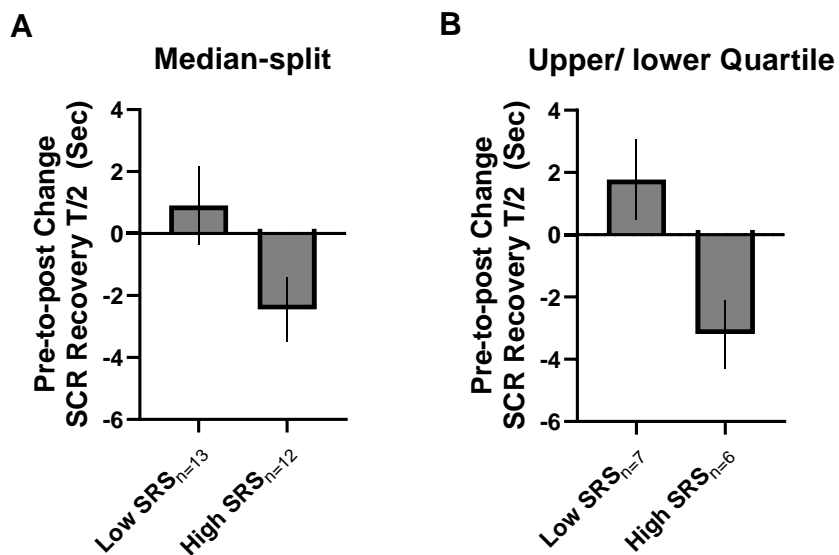 A
Median-split
Pre-to-post Change
SCR Recovery T/2 (Sec)
4
2
0
-2
-4
-6
Low SRSn=13
High SRSn=12
B
Upper/ lower Quartile
Pre-to-post Change
SCR Recovery T/2 (Sec)
4
2
0
-2
-4
-6
Low SRSn=7
High SRSn=6